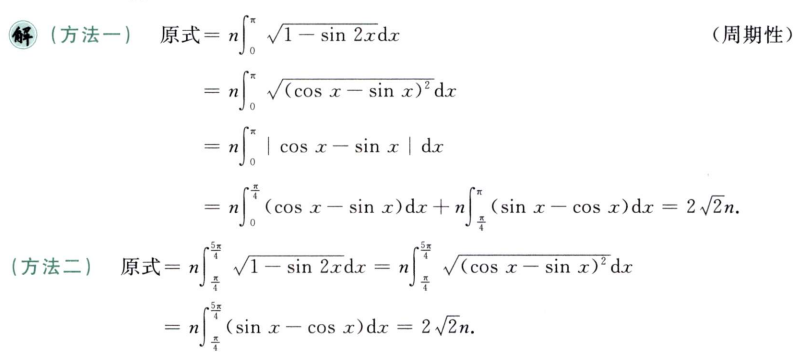 解 (方法一) 原式 = n∫₀^π √(1 − sin 2x) dx (周期性)
= n∫₀^π √((cos x − sin x)²) dx
= n∫₀^π | cos x − sin x | dx
= n∫₀^{π/4} (cos x − sin x)dx + n∫_{π/4}^π (sin x − cos x)dx = 2√2n.
(方法二) 原式 = n∫_{π/4}^{5π/4} √(1 − sin 2x) dx = n∫_{π/4}^{5π/4} √((cos x − sin x)²) dx
= n∫_{π/4}^{5π/4} (sin x − cos x)dx = 2√2n.